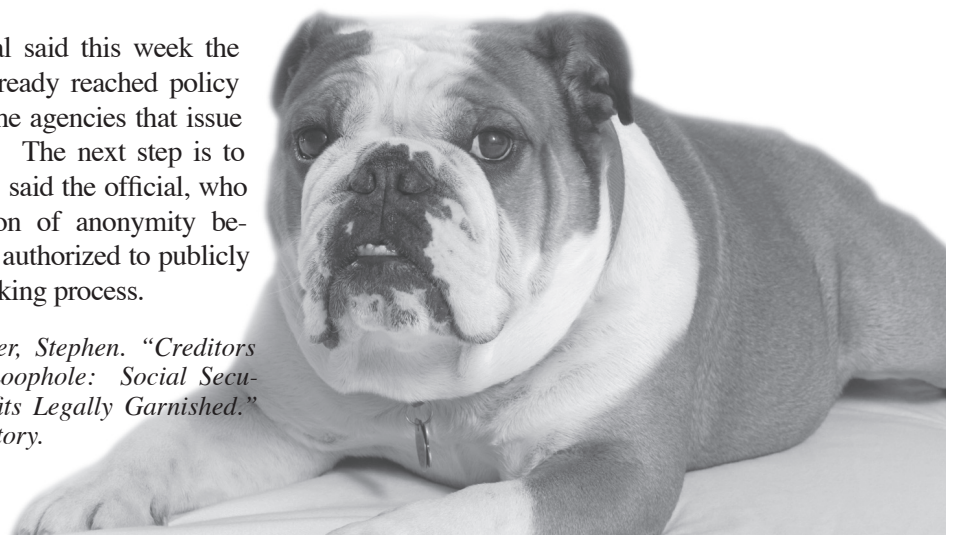 al said this week the
ready reached policy
he agencies that issue
The next step is to
said the official, who
on of anonymity be-
authorized to publicly
king process.
er, Stephen. “Creditors
oophole: Social Secu-
its Legally Garnished.”
tory.